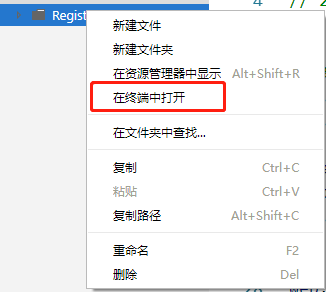 Regist
4 // 2
新建文件
新建文件夹
在资源管理器中显示 Alt+Shift+R
在终端中打开
在文件夹中查找...
复制 Ctrl+C
粘贴 Ctrl+V
复制路径 Alt+Shift+C
重命名 F2
删除 Del